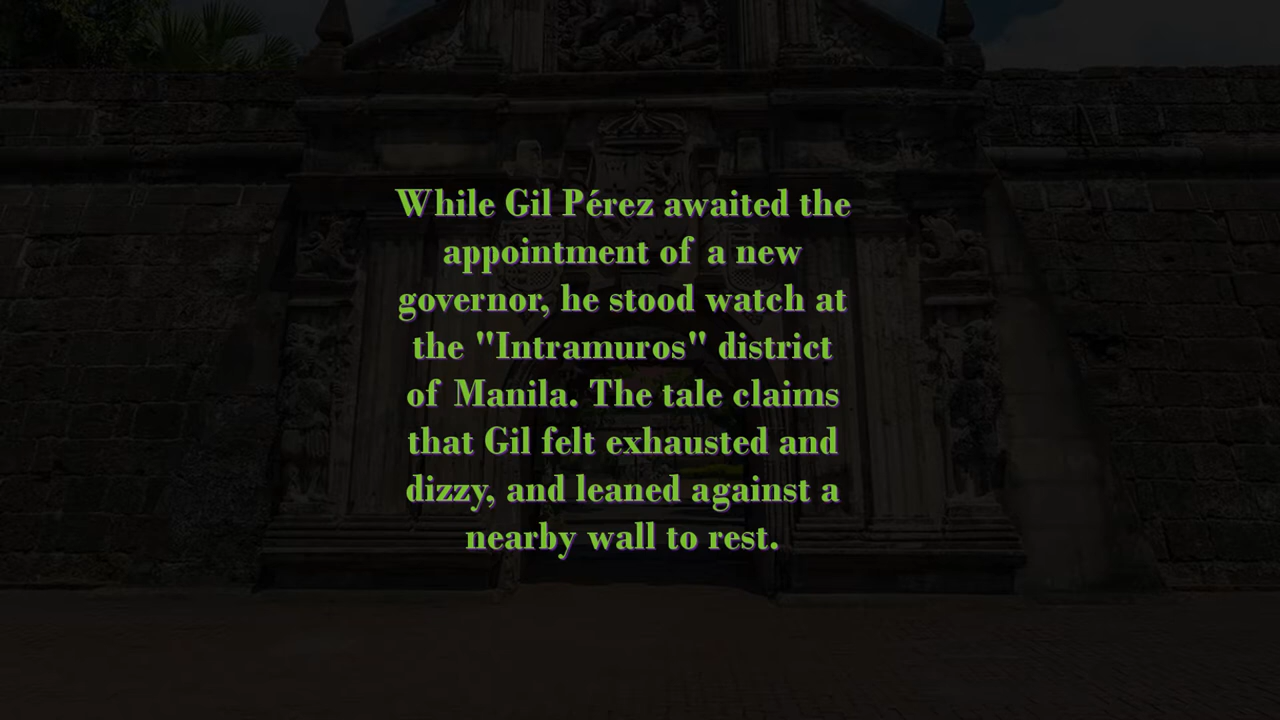 While Gil Pérez awaited the
appointment of a new
governor, he stood watch at
the "Intramuros" district
of Manila. The tale claims
that Gil felt exhausted and
dizzy, and leaned against a
nearby wall to rest.